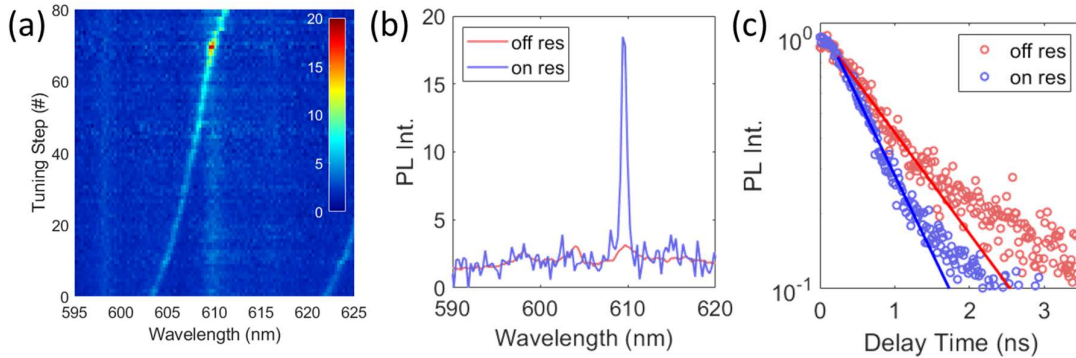 (a)
80
60
40
20
0
Tuning Step (#)
20
15
10
5
0
595 600 605 610 615 620 625
Wavelength (nm)
(b)
20
15
10
5
0
PL Int.
off res
on res
590 600 610 620
Wavelength (nm)
(c)
10⁰
10⁻¹
PL Int.
off res
on res
0 1 2 3
Delay Time (ns)